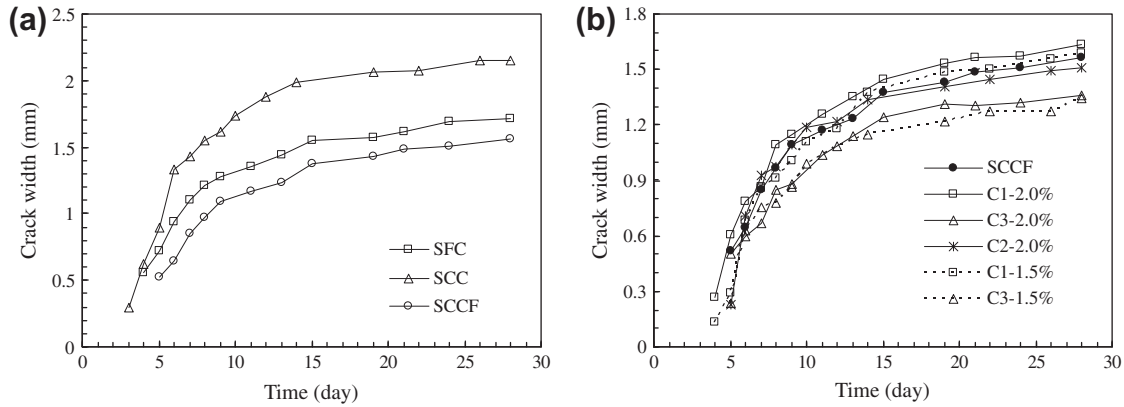 (a)
Crack width (mm)
2.5
2
1.5
1
0.5
0
0 5 10 15 20 25 30
Time (day)
SFC
SCC
SCCF
(b)
Crack width (mm)
1.8
1.5
1.2
0.9
0.6
0.3
0.0
0 5 10 15 20 25 30
Time (day)
SCCF
C1-2.0%
C3-2.0%
C2-2.0%
C1-1.5%
C3-1.5%